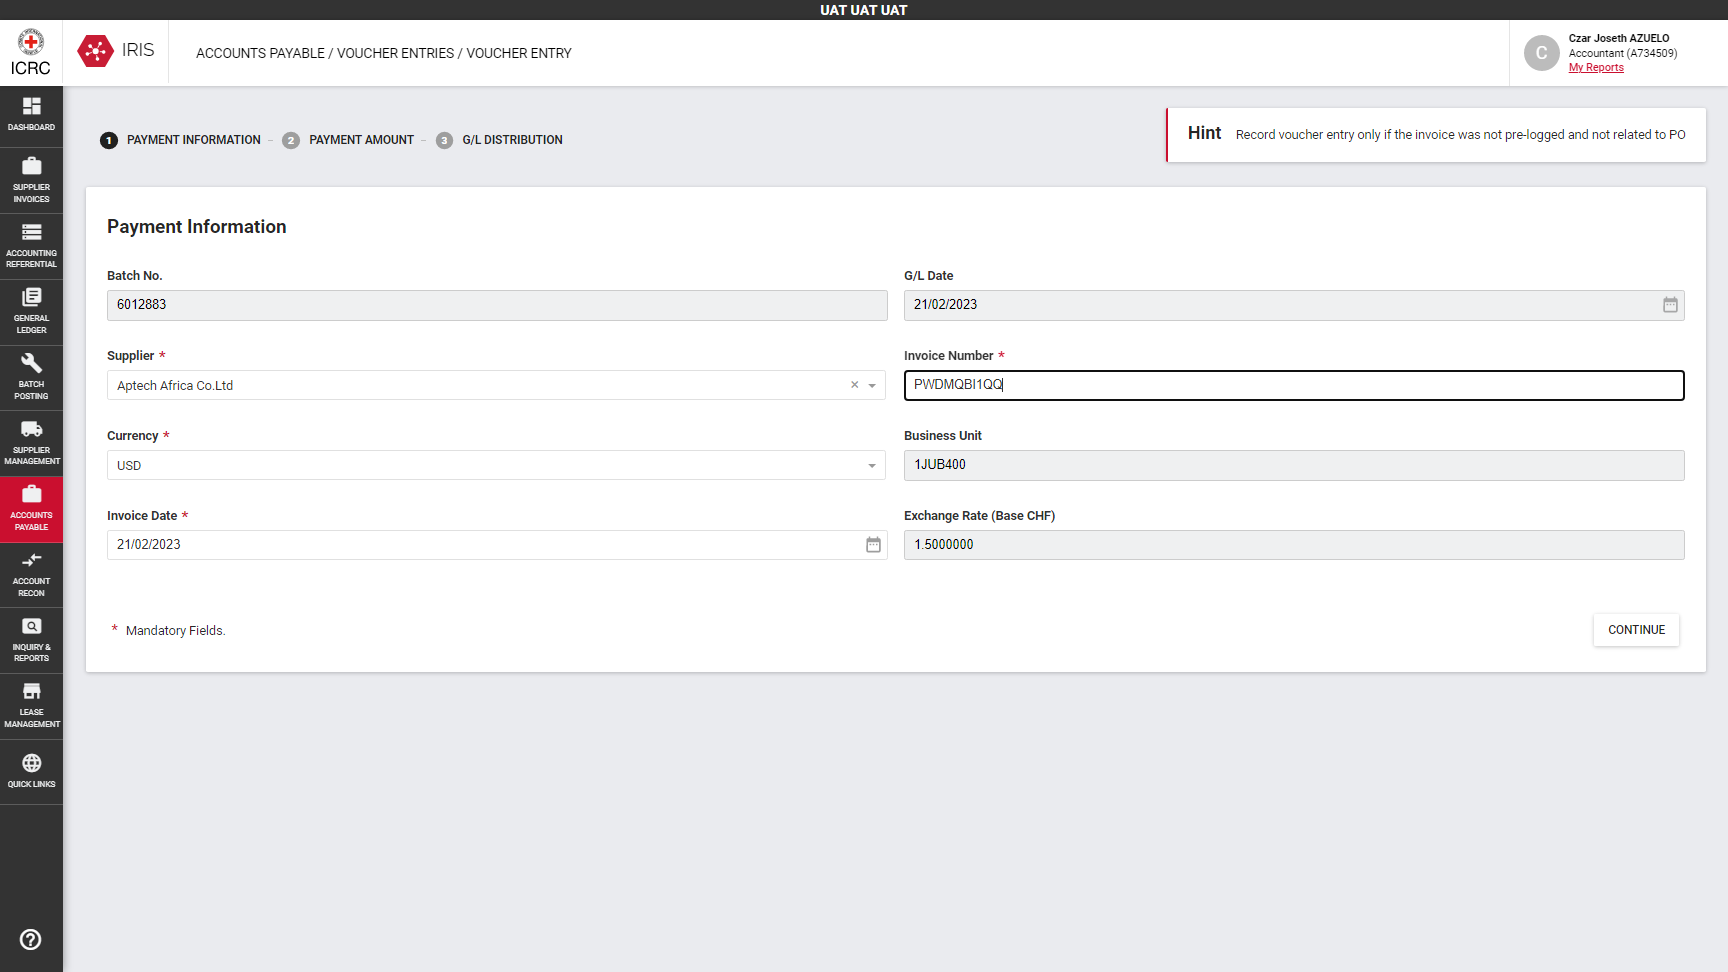 UAT UAT UAT
ICRC
IRIS
ACCOUNTS PAYABLE / VOUCHER ENTRIES / VOUCHER ENTRY
C
Czar Joseth AZUELO
Accountant (A734509)
My Reports
DASHBOARD
SUPPLIER
INVOICES
ACCOUNTING
REFERENTIAL
GENERAL
LEDGER
BATCH
POSTING
SUPPLIER
MANAGEMENT
ACCOUNTS
PAYABLE
ACCOUNT
RECON
INQUIRY &
REPORTS
LEASE
MANAGEMENT
QUICK LINKS
1 PAYMENT INFORMATION - 2 PAYMENT AMOUNT - 3 G/L DISTRIBUTION
Hint Record voucher entry only if the invoice was not pre-logged and not related to PO
Payment Information
Batch No.
6012883
G/L Date
21/02/2023
Supplier *
Aptech Africa Co.Ltd
Invoice Number *
PWDMQBI1QQ
Currency *
USD
Business Unit
1JUB400
Invoice Date *
21/02/2023
Exchange Rate (Base CHF)
1.5000000
* Mandatory Fields.
CONTINUE